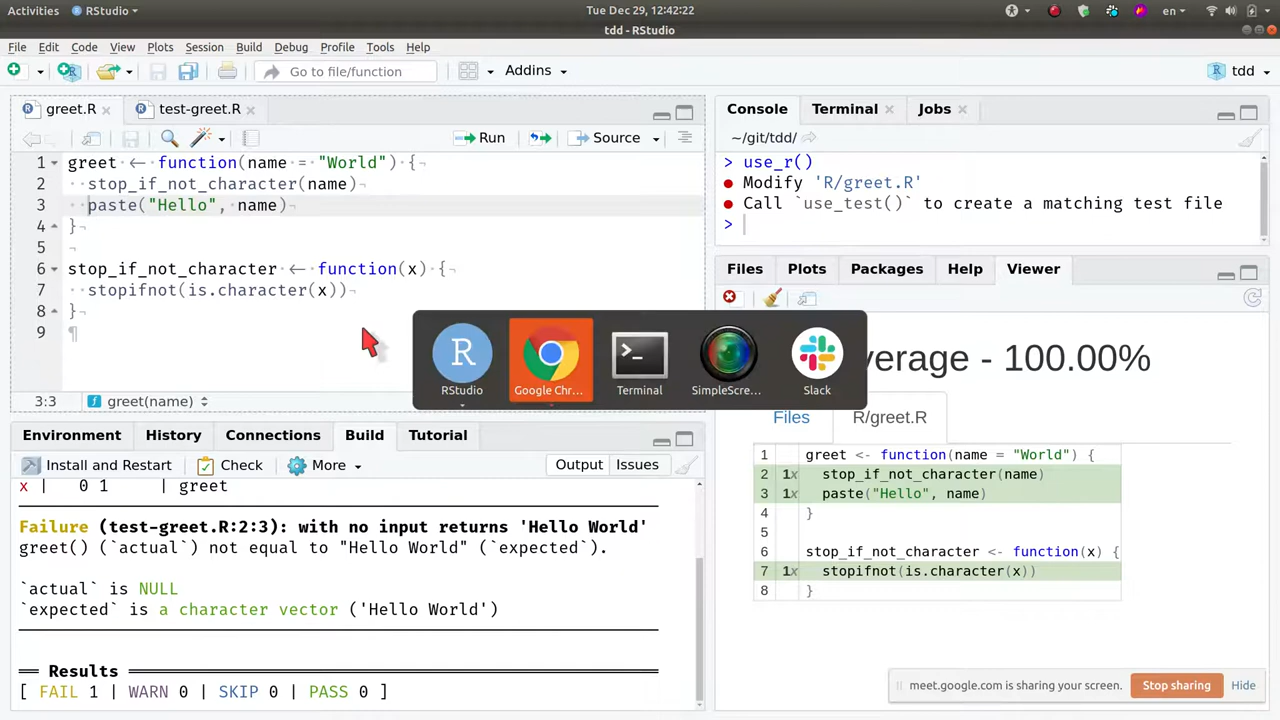 Activities RStudio Tue Dec 29, 12:42:22 en
tdd - RStudio
File Edit Code View Plots Session Build Debug Profile Tools Help
Go to file/function Addins tdd
greet.R test-greet.R
Run Source
1 greet <- function(name = "World") {¬
2 ··stop_if_not_character(name)¬
3 ··paste("Hello",·name)¬
4 }¬
5 ¬
6 stop_if_not_character·<-·function(x)·{¬
7 ··stopifnot(is.character(x))¬
8 }¬
9 ¶
3:3 greet(name)
Console Terminal Jobs
~/git/tdd/
> use_r()
● Modify 'R/greet.R'
● Call `use_test()` to create a matching test file
>
Environment History Connections Build Tutorial
Install and Restart Check More Output Issues
x | 0 1 | greet
Failure (test-greet.R:2:3): with no input returns 'Hello World'
greet() (`actual`) not equal to "Hello World" (`expected`).
`actual` is NULL
`expected` is a character vector ('Hello World')
══ Results ══
[ FAIL 1 | WARN 0 | SKIP 0 | PASS 0 ]
Files Plots Packages Help Viewer
verage - 100.00%
Files R/greet.R
1 greet <- function(name = "World") {
2 1x stop_if_not_character(name)
3 1x paste("Hello", name)
4 }
5
6 stop_if_not_character <- function(x) {
7 1x stopifnot(is.character(x))
8 }
RStudio Google Chr... Terminal SimpleScre... Slack
meet.google.com is sharing your screen. Stop sharing Hide